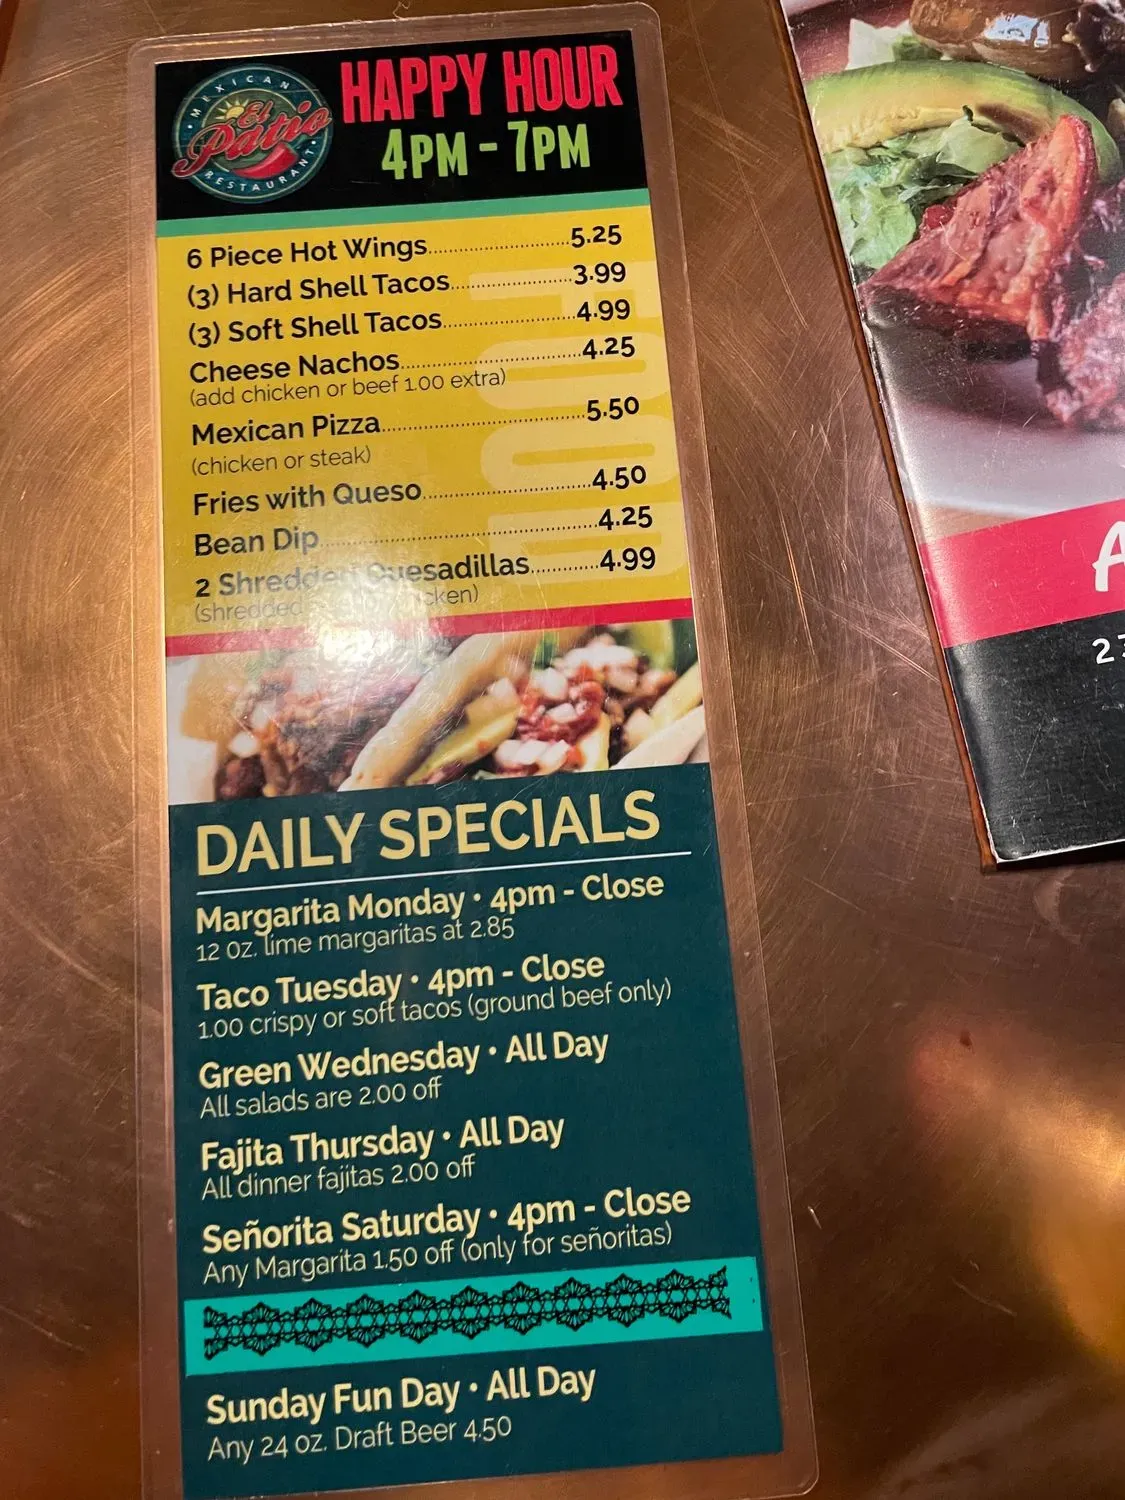 MEXICAN
El
Patio
RESTAURANT
HAPPY HOUR
4PM - 7PM
6 Piece Hot Wings.......................5.25
(3) Hard Shell Tacos....................3.99
(3) Soft Shell Tacos......................4.99
Cheese Nachos.............................4.25
(add chicken or beef 1.00 extra)
Mexican Pizza................................5.50
(chicken or steak)
Fries with Queso...........................4.50
Bean Dip.......................................4.25
2 Shredded Quesadillas...........4.99
(shredded chicken)
DAILY SPECIALS
Margarita Monday • 4pm - Close
12 oz. lime margaritas at 2.85
Taco Tuesday • 4pm - Close
1.00 crispy or soft tacos (ground beef only)
Green Wednesday • All Day
All salads are 2.00 off
Fajita Thursday • All Day
All dinner fajitas 2.00 off
Señorita Saturday • 4pm - Close
Any Margarita 1.50 off (only for señoritas)
Sunday Fun Day • All Day
Any 24 oz. Draft Beer 4.50
A